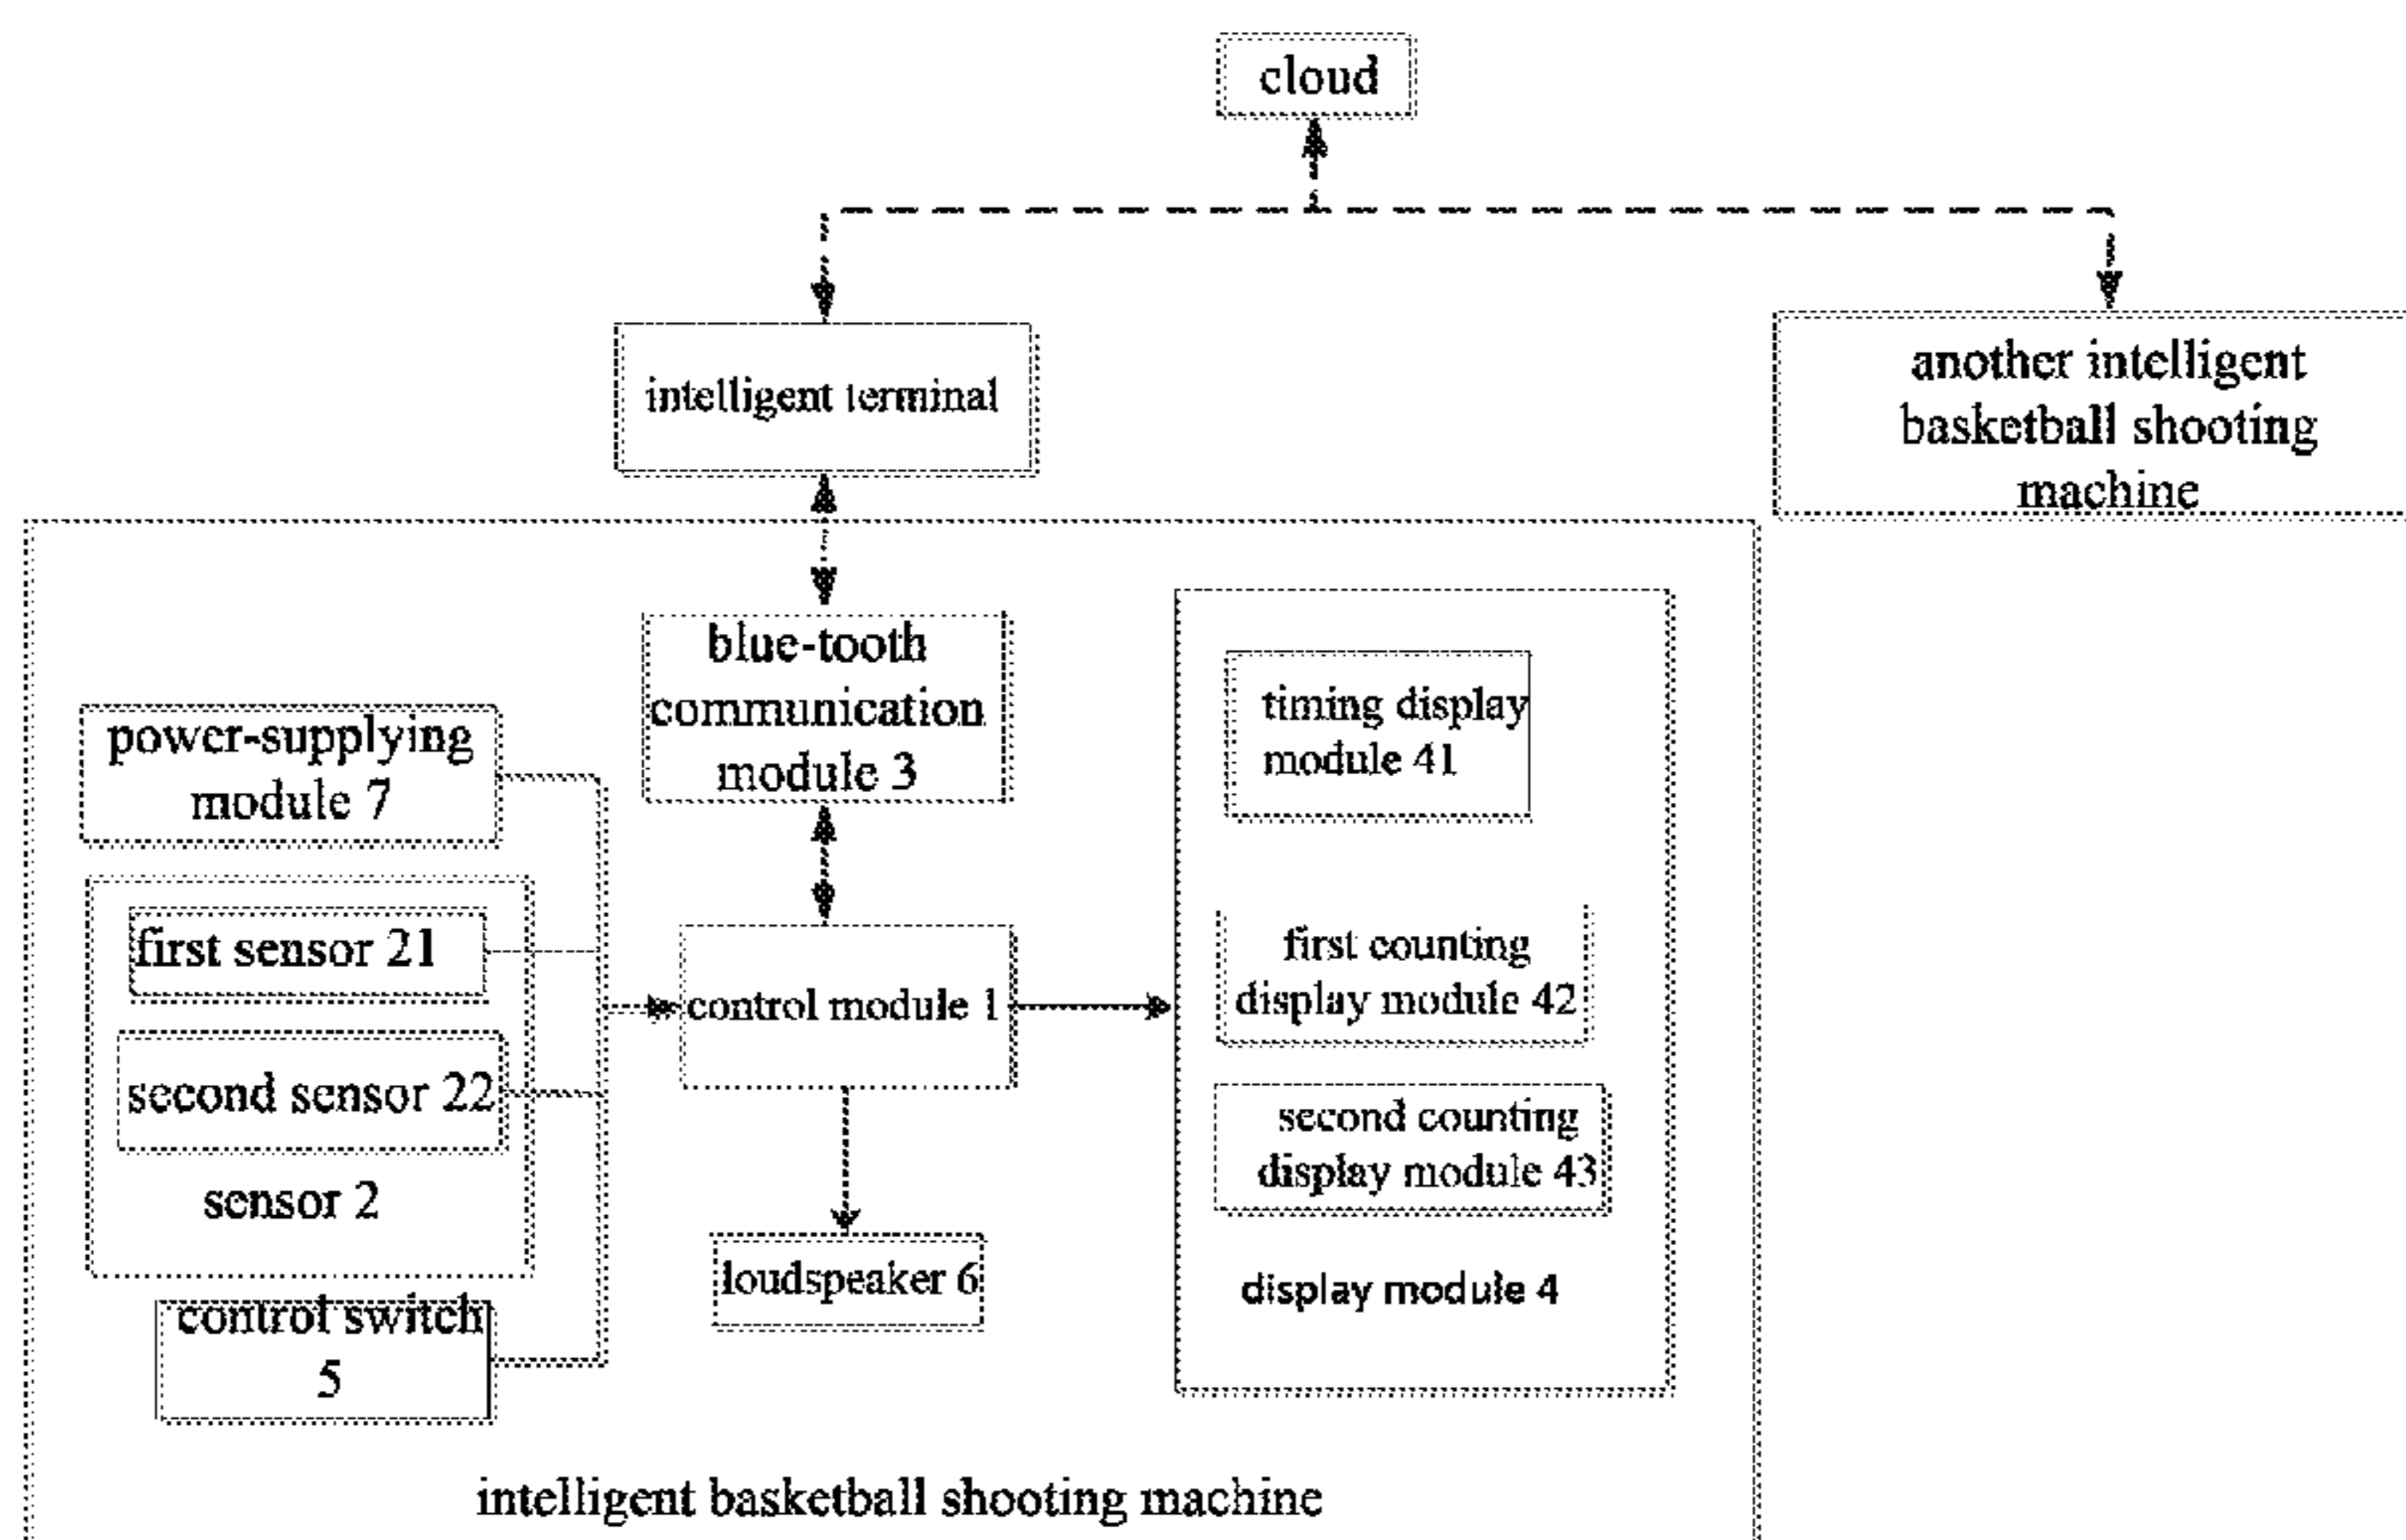 cloud
intelligent terminal
another intelligent
basketball shooting
machine
blue-tooth
communication
module 3
power-supplying
module 7
first sensor 21
second sensor 22
sensor 2
control switch
5
control module 1
loudspeaker 6
timing display
module 41
first counting
display module 42
second counting
display module 43
display module 4
intelligent basketball shooting machine